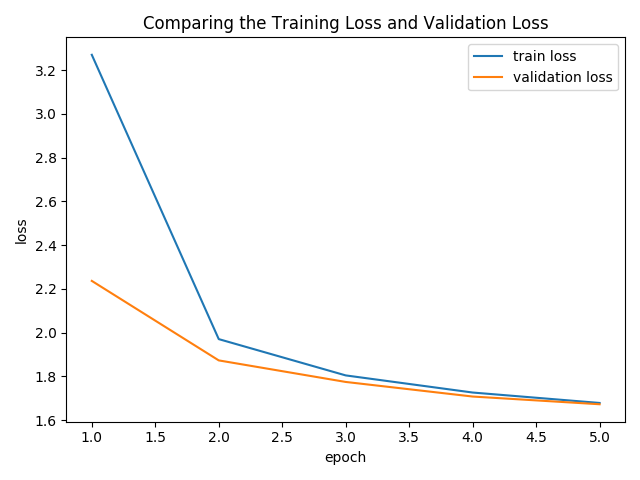 Comparing the Training Loss and Validation Loss
train loss
validation loss
3.2
3.0
2.8
2.6
2.4
2.2
2.0
1.8
1.6
loss
1.0 1.5 2.0 2.5 3.0 3.5 4.0 4.5 5.0
epoch